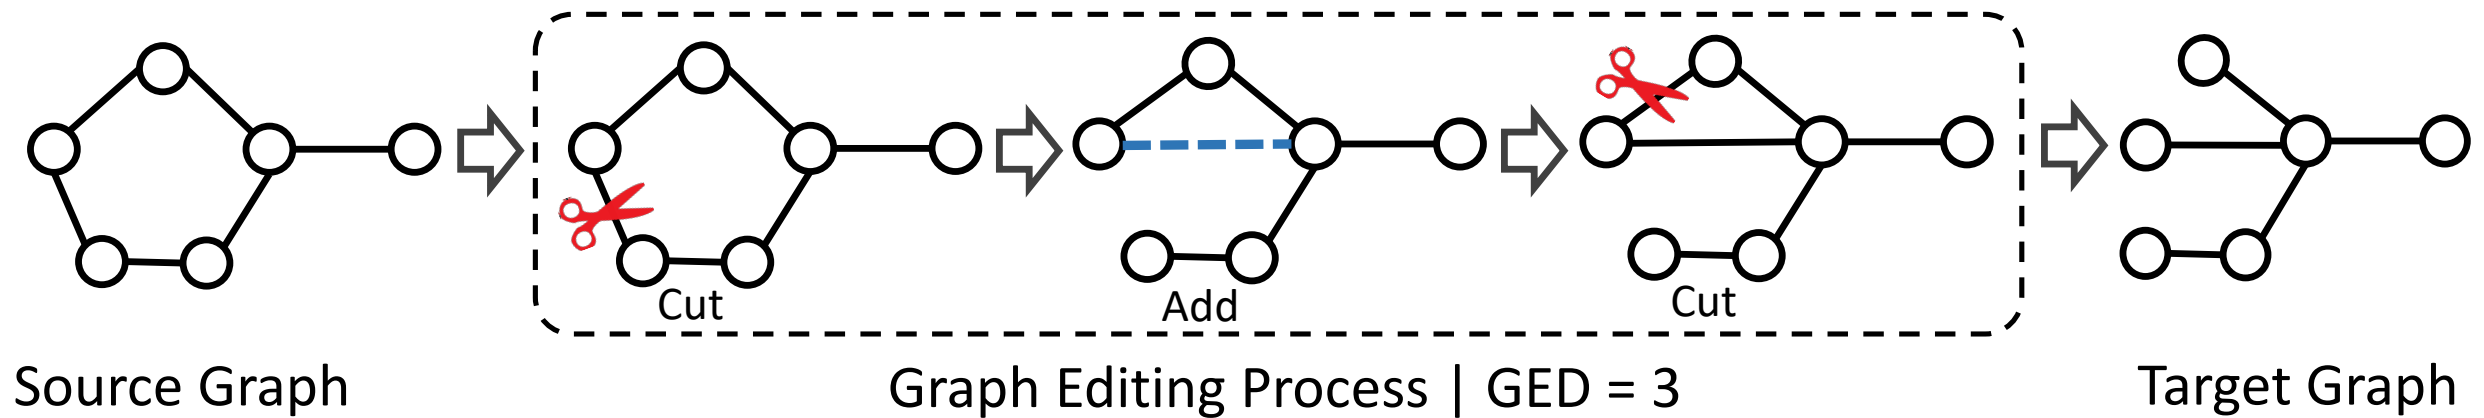 Cut
Add
Cut
Source Graph
Graph Editing Process | GED = 3
Target Graph